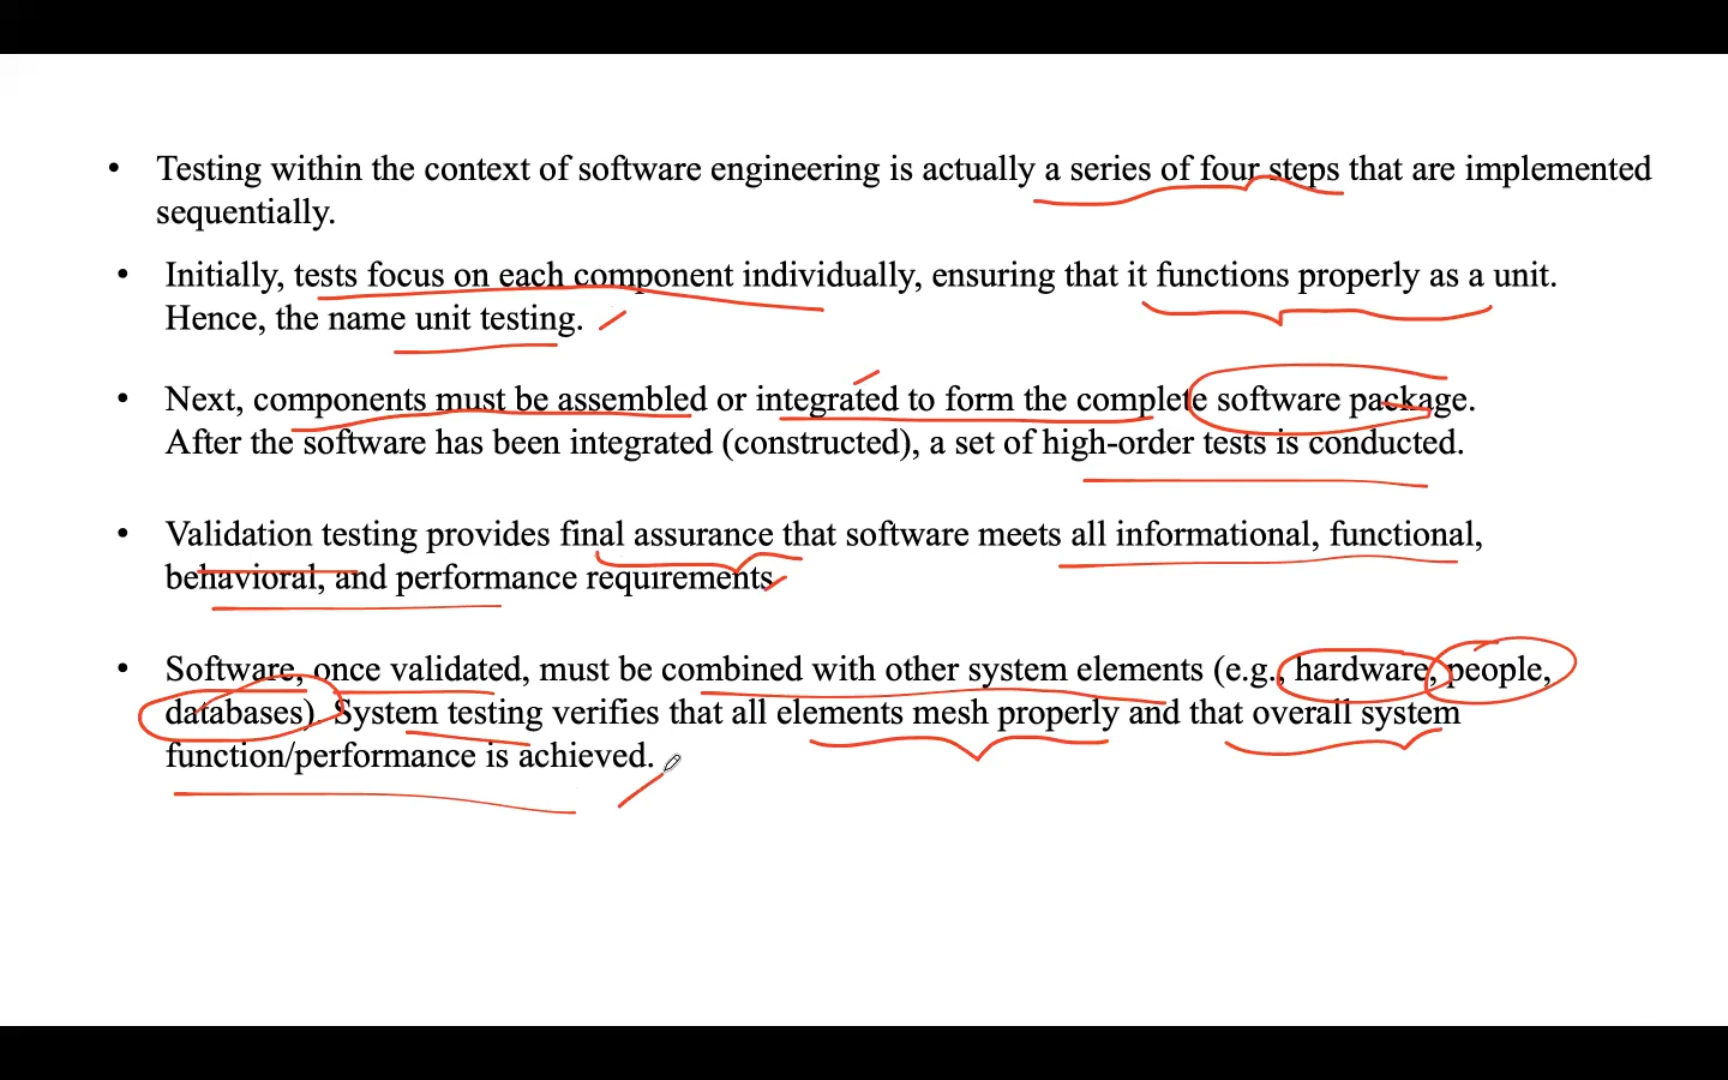 • Testing within the context of software engineering is actually a series of four steps that are implemented
sequentially.
• Initially, tests focus on each component individually, ensuring that it functions properly as a unit.
Hence, the name unit testing.
• Next, components must be assembled or integrated to form the complete software package.
After the software has been integrated (constructed), a set of high-order tests is conducted.
• Validation testing provides final assurance that software meets all informational, functional,
behavioral, and performance requirements
• Software, once validated, must be combined with other system elements (e.g., hardware, people,
databases). System testing verifies that all elements mesh properly and that overall system
function/performance is achieved.